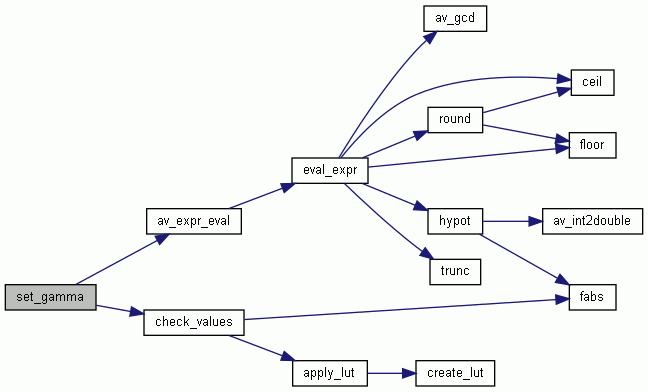 av_gcd
ceil
round
floor
eval_expr
av_expr_eval
hypot
av_int2double
trunc
set_gamma
fabs
check_values
apply_lut
create_lut